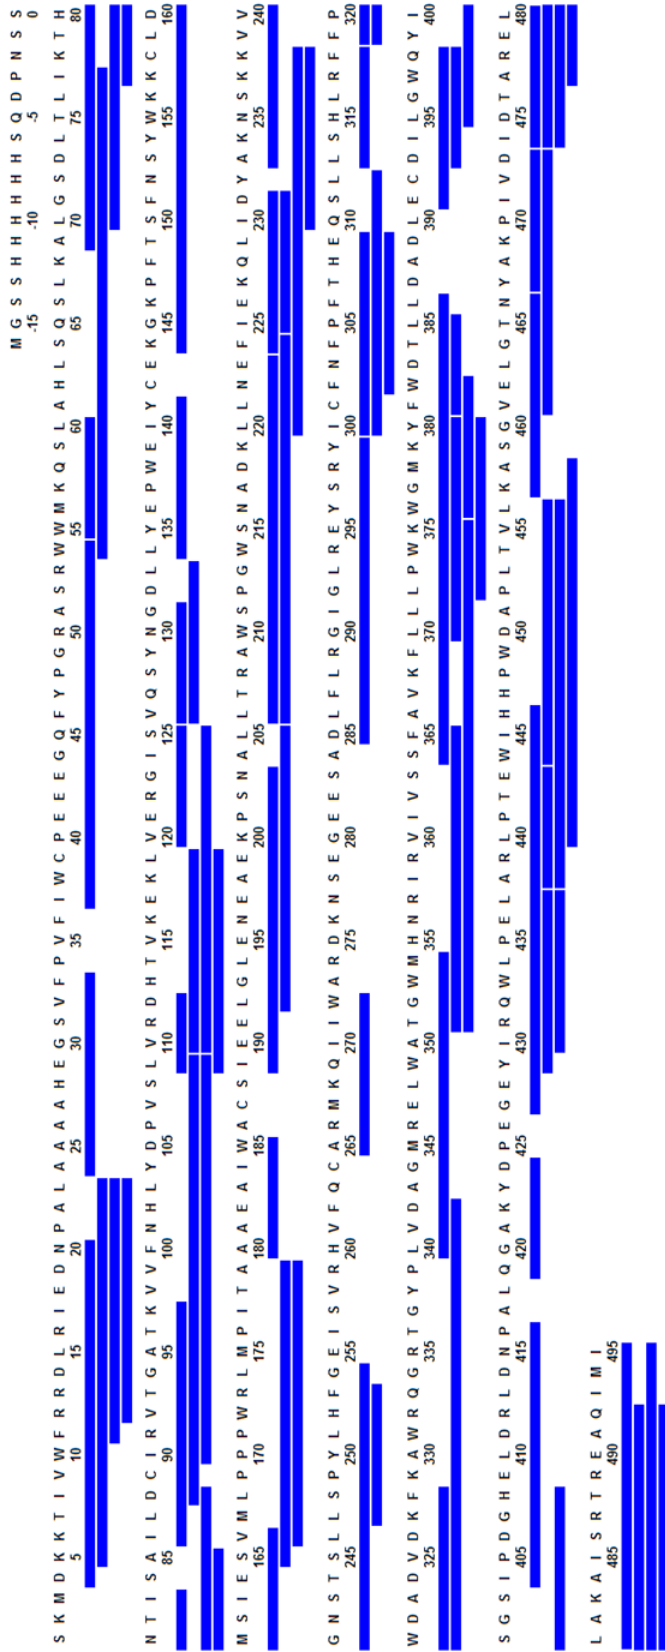 M G S S H H H H H H S Q D P N S S
-15 -10 -5 0
S K M D K K T I V W F R R D L R I E D N P A L A A A A H E G S V F P V F I W C P E E E G Q F Y P G R A S R W W M K Q S L A H L S Q S L K A L G S D L T L I K T H
5 10 15 20 25 30 35 40 45 50 55 60 65 70 75 80
N T I S A I L D C I R V T G A T K V V F N H L Y D P V S L V R D H T V K E K L V E R G I S V Q S Y N G D L L Y E P W E I Y C E K G K P F T S F N S Y W K K C L D
85 90 95 100 105 110 115 120 125 130 135 140 145 150 155 160
M S I E S V M L P P P W R L M P I T A A A E A I W A C S I E E L G L E N E A E K P S N A L L T R A W S P G W S N A D K L L N E F I E K Q L I D Y A K N S K K V V
165 170 175 180 185 190 195 200 205 210 215 220 225 230 235 240
G N S T S L L S P Y L H F G E I S V R H V F Q C A R M K Q I I W A R D K N S E G E E S A D L F L R G I G L R E Y S R Y I C F N F P F T H E Q S L L S H L R F F P
245 250 255 260 265 270 275 280 285 290 295 300 305 310 315 320
W D A D V D K F K A W R Q G R T G Y P L V D A G M R E L W A T G W M H N R I R V I V S S F A V K F L L L P W K W G M K Y F W D T L L D A D L E C D I L G W Q Y I
325 330 335 340 345 350 355 360 365 370 375 380 385 390 395 400
S G S I P D G H E L D R L D N P A L Q G A K Y D P E G E Y I R Q W L P E L A R L P T E W I H H P W D A P L T V L K A S G V E L G T N Y A K P I V D I D T A R E L
405 410 415 420 425 430 435 440 445 450 455 460 465 470 475 480
L A K A I S R T R E A Q I M I
485 490 495